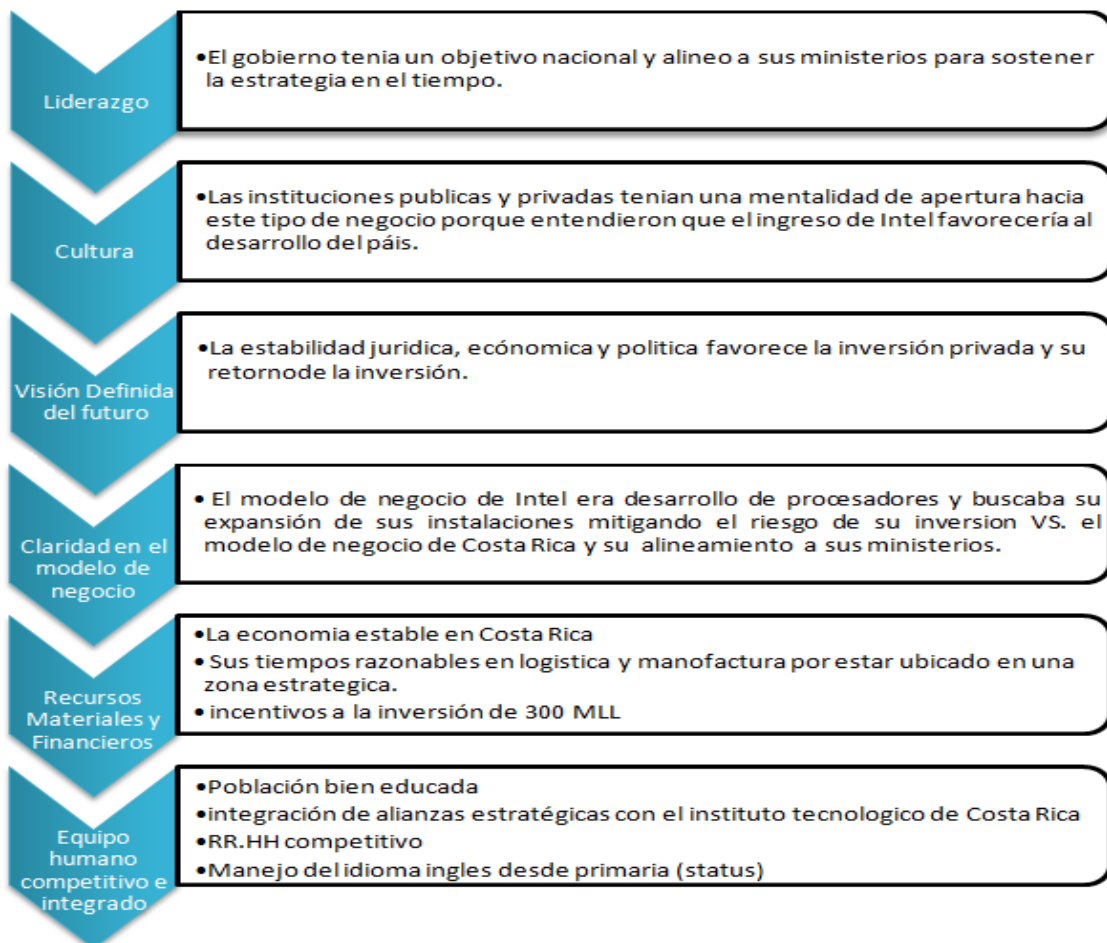 Liderazgo
•El gobierno tenia un objetivo nacional y alineo a sus ministerios para sostener
la estrategia en el tiempo.
Cultura
•Las instituciones publicas y privadas tenian una mentalidad de apertura hacia
este tipo de negocio porque entendieron que el ingreso de Intel favorecería al
desarrollo del páis.
Visión Definida
del futuro
•La estabilidad juridica, ecónomica y politica favorece la inversión privada y su
retornode la inversión.
Claridad en el
modelo de
negocio
• El modelo de negocio de Intel era desarrollo de procesadores y buscaba su
expansión de sus instalaciones mitigando el riesgo de su inversion VS. el
modelo de negocio de Costa Rica y su alineamiento a sus ministerios.
Recursos
Materiales y
Financieros
•La economia estable en Costa Rica
• Sus tiempos razonables en logistica y manofactura por estar ubicado en una
zona estrategica.
• incentivos a la inversión de 300 MLL
Equipo
humano
competitivo e
integrado
•Población bien educada
•integración de alianzas estratégicas con el instituto tecnologico de Costa Rica
•RR.HH competitivo
•Manejo del idioma ingles desde primaria (status)